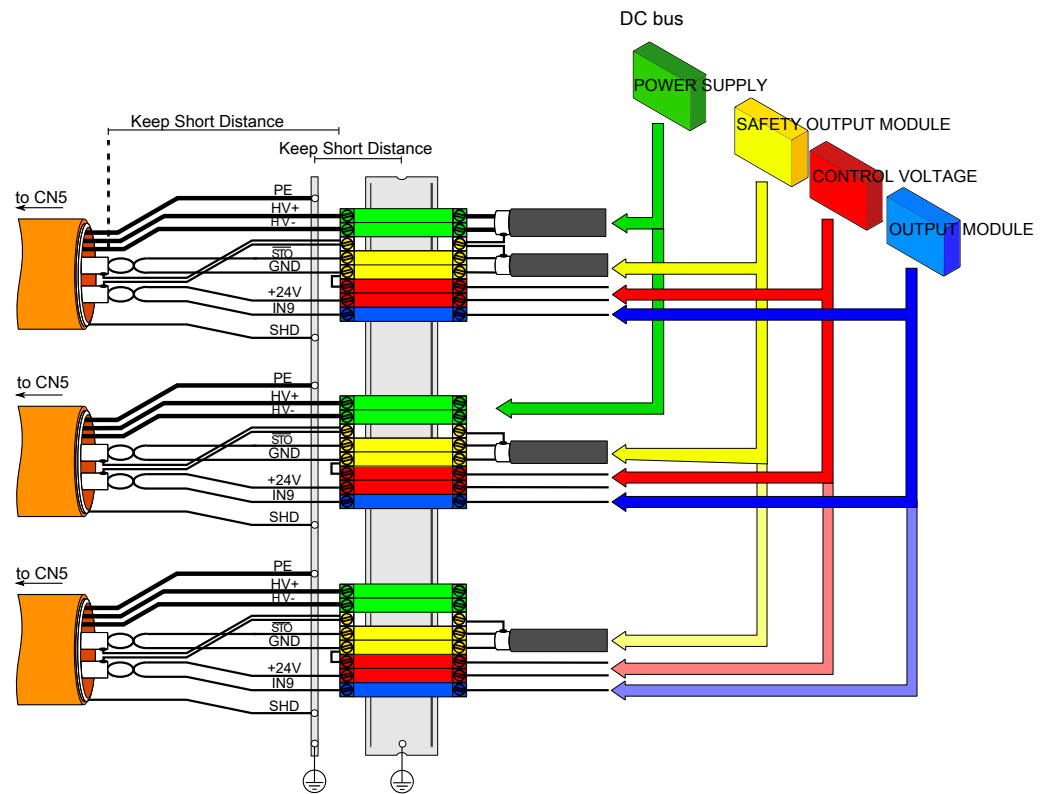 DC bus
POWER SUPPLY
SAFETY OUTPUT MODULE
CONTROL VOLTAGE
OUTPUT MODULE
Keep Short Distance
Keep Short Distance
to CN5
PE
HV+
HV-
STO
GND
+24V
IN9
SHD
to CN5
PE
HV+
HV-
STO
GND
+24V
IN9
SHD
to CN5
PE
HV+
HV-
STO
GND
+24V
IN9
SHD